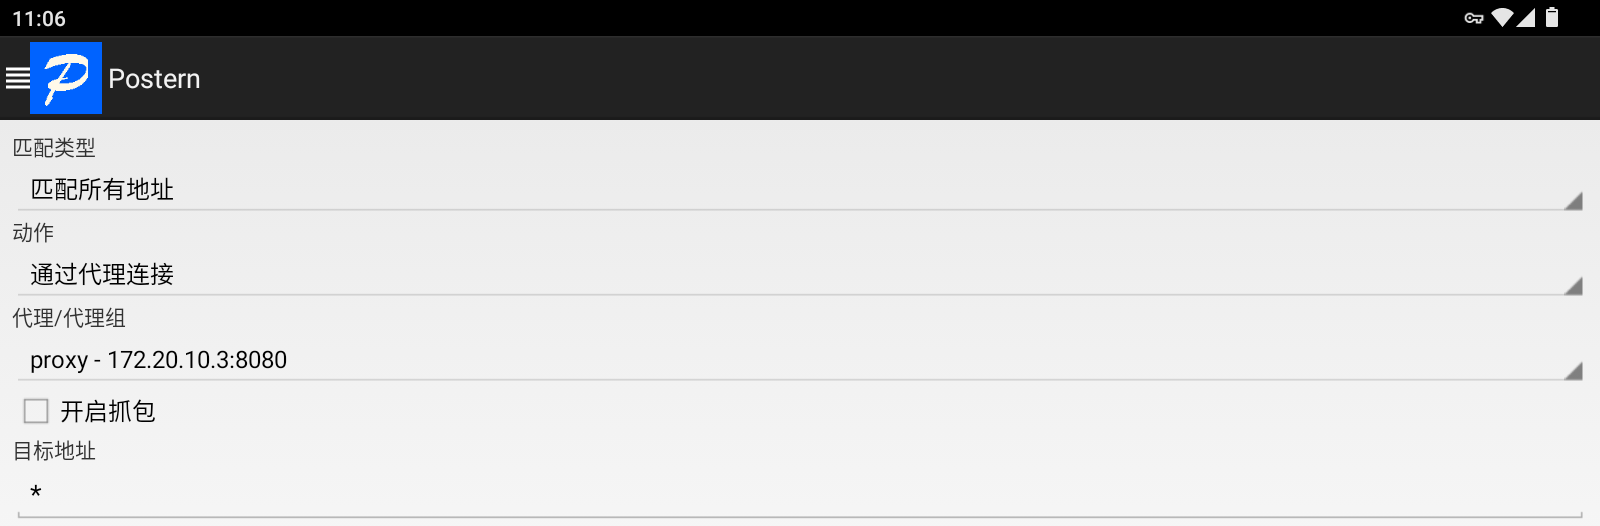 11:06
Postern
匹配类型
匹配所有地址
动作
通过代理连接
代理/代理组
proxy - 172.20.10.3:8080
开启抓包
目标地址
*